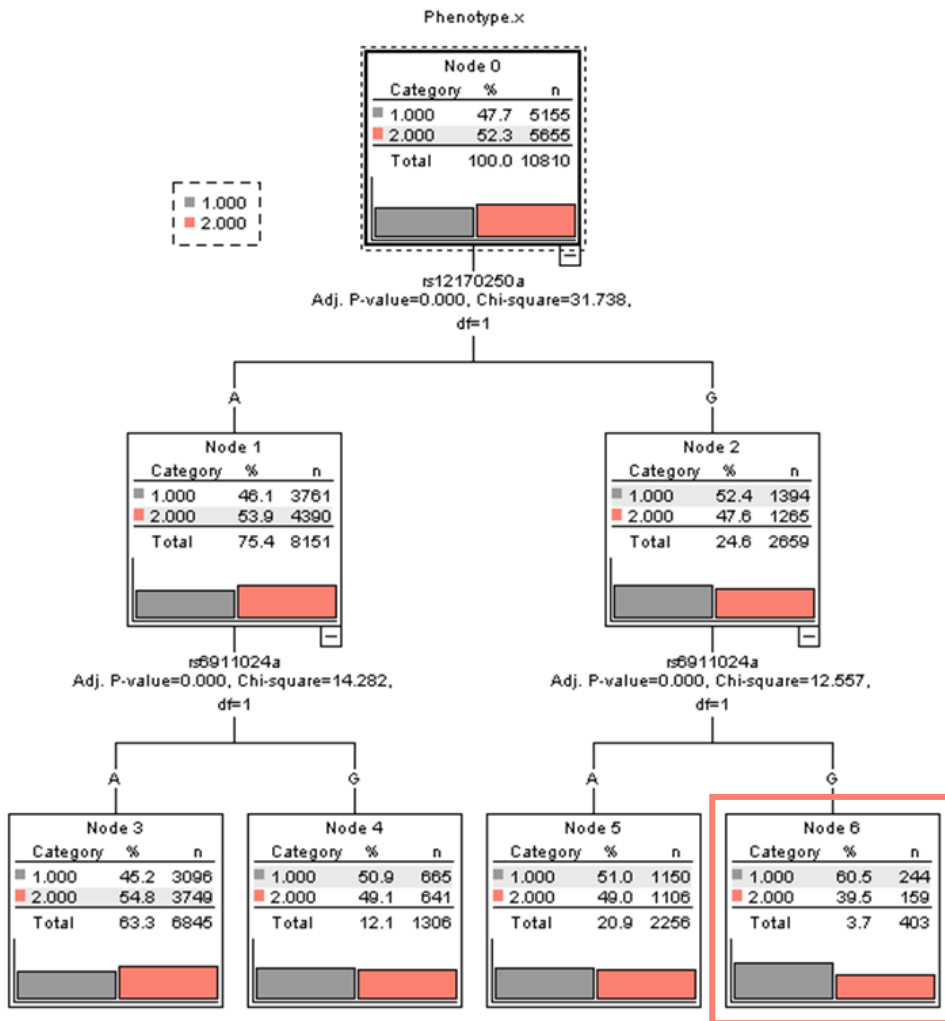 Phenotype.x
Node 0
Category % n
1.000 47.7 5155
2.000 52.3 5655
Total 100.0 10810
1.000
2.000
rs12170250a
Adj. P-value=0.000, Chi-square=31.738,
df=1
A
G
Node 1
Category % n
1.000 46.1 3761
2.000 53.9 4390
Total 75.4 8151
Node 2
Category % n
1.000 52.4 1394
2.000 47.6 1265
Total 24.6 2659
rs6911024a
Adj. P-value=0.000, Chi-square=14.282,
df=1
rs6911024a
Adj. P-value=0.000, Chi-square=12.557,
df=1
A
G
A
G
Node 3
Category % n
1.000 45.2 3096
2.000 54.8 3749
Total 63.3 6845
Node 4
Category % n
1.000 50.9 665
2.000 49.1 641
Total 12.1 1306
Node 5
Category % n
1.000 51.0 1150
2.000 49.0 1106
Total 20.9 2256
Node 6
Category % n
1.000 60.5 244
2.000 39.5 159
Total 3.7 403